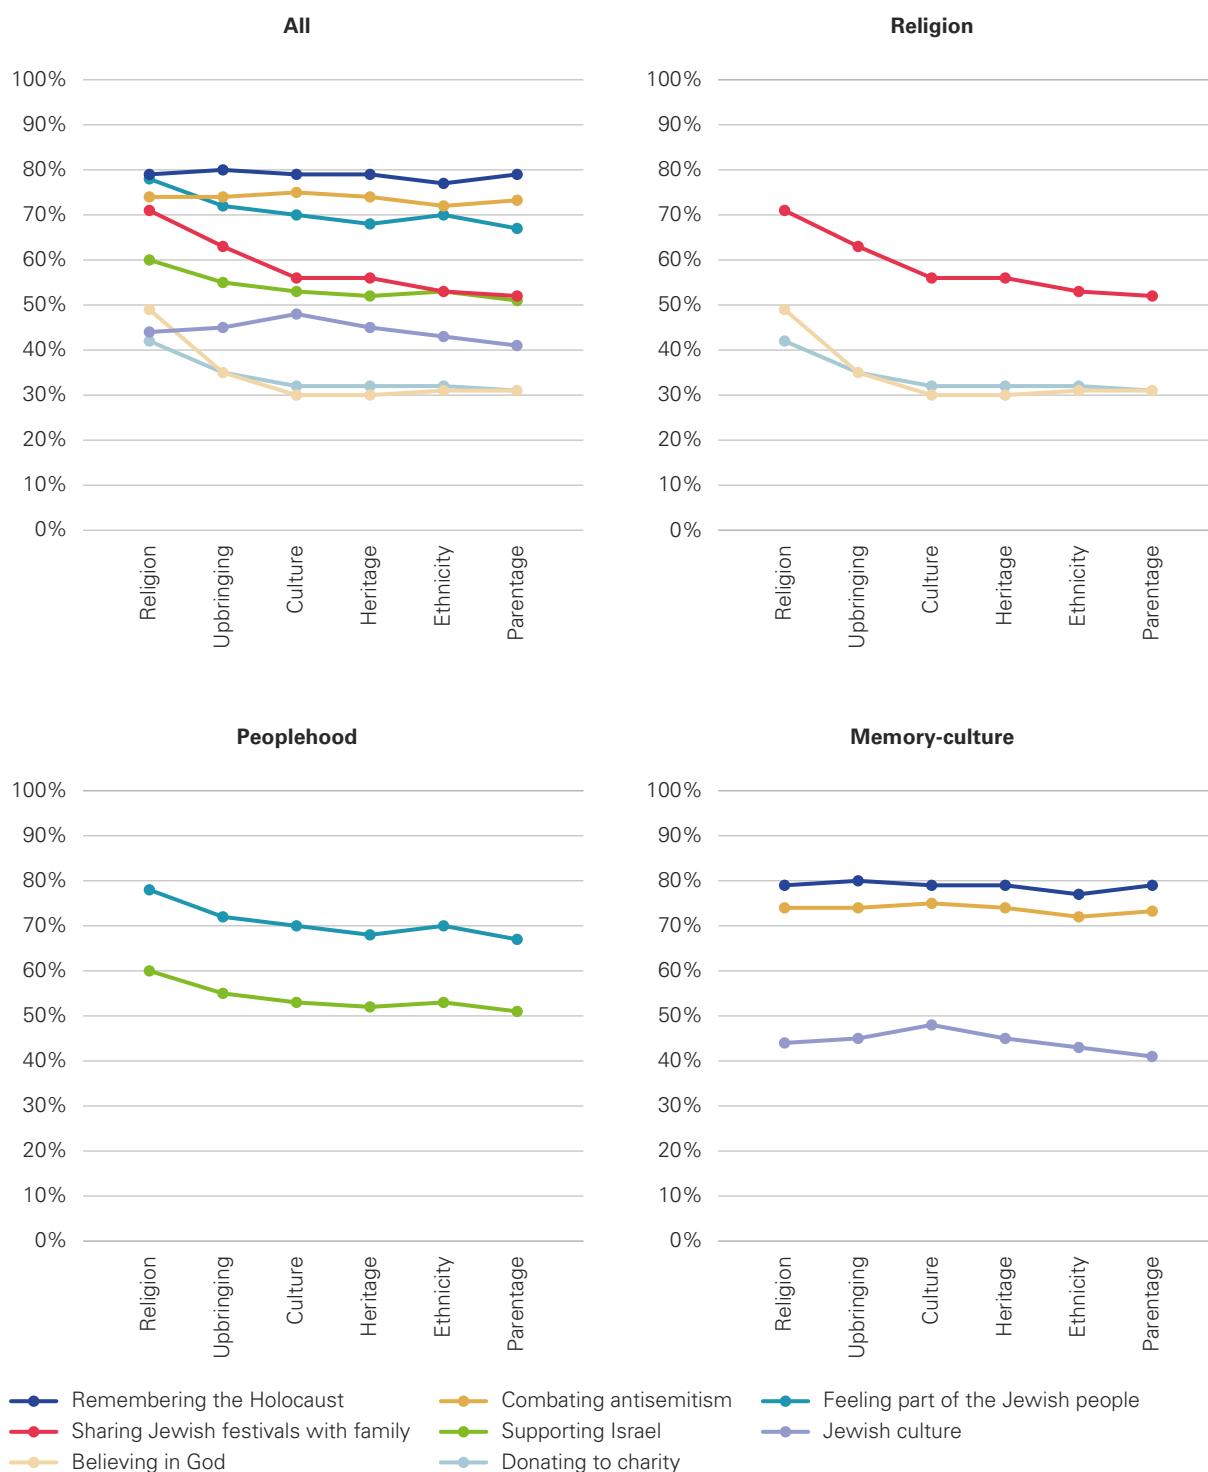 All
100%
90%
80%
70%
60%
50%
40%
30%
20%
10%
0%
Religion
Upbringing
Culture
Heritage
Ethnicity
Parentage
Religion
100%
90%
80%
70%
60%
50%
40%
30%
20%
10%
0%
Religion
Upbringing
Culture
Heritage
Ethnicity
Parentage
Peoplehood
100%
90%
80%
70%
60%
50%
40%
30%
20%
10%
0%
Religion
Upbringing
Culture
Heritage
Ethnicity
Parentage
Memory-culture
100%
90%
80%
70%
60%
50%
40%
30%
20%
10%
0%
Religion
Upbringing
Culture
Heritage
Ethnicity
Parentage
Remembering the Holocaust
Combating antisemitism
Feeling part of the Jewish people
Sharing Jewish festivals with family
Supporting Israel
Jewish culture
Believing in God
Donating to charity